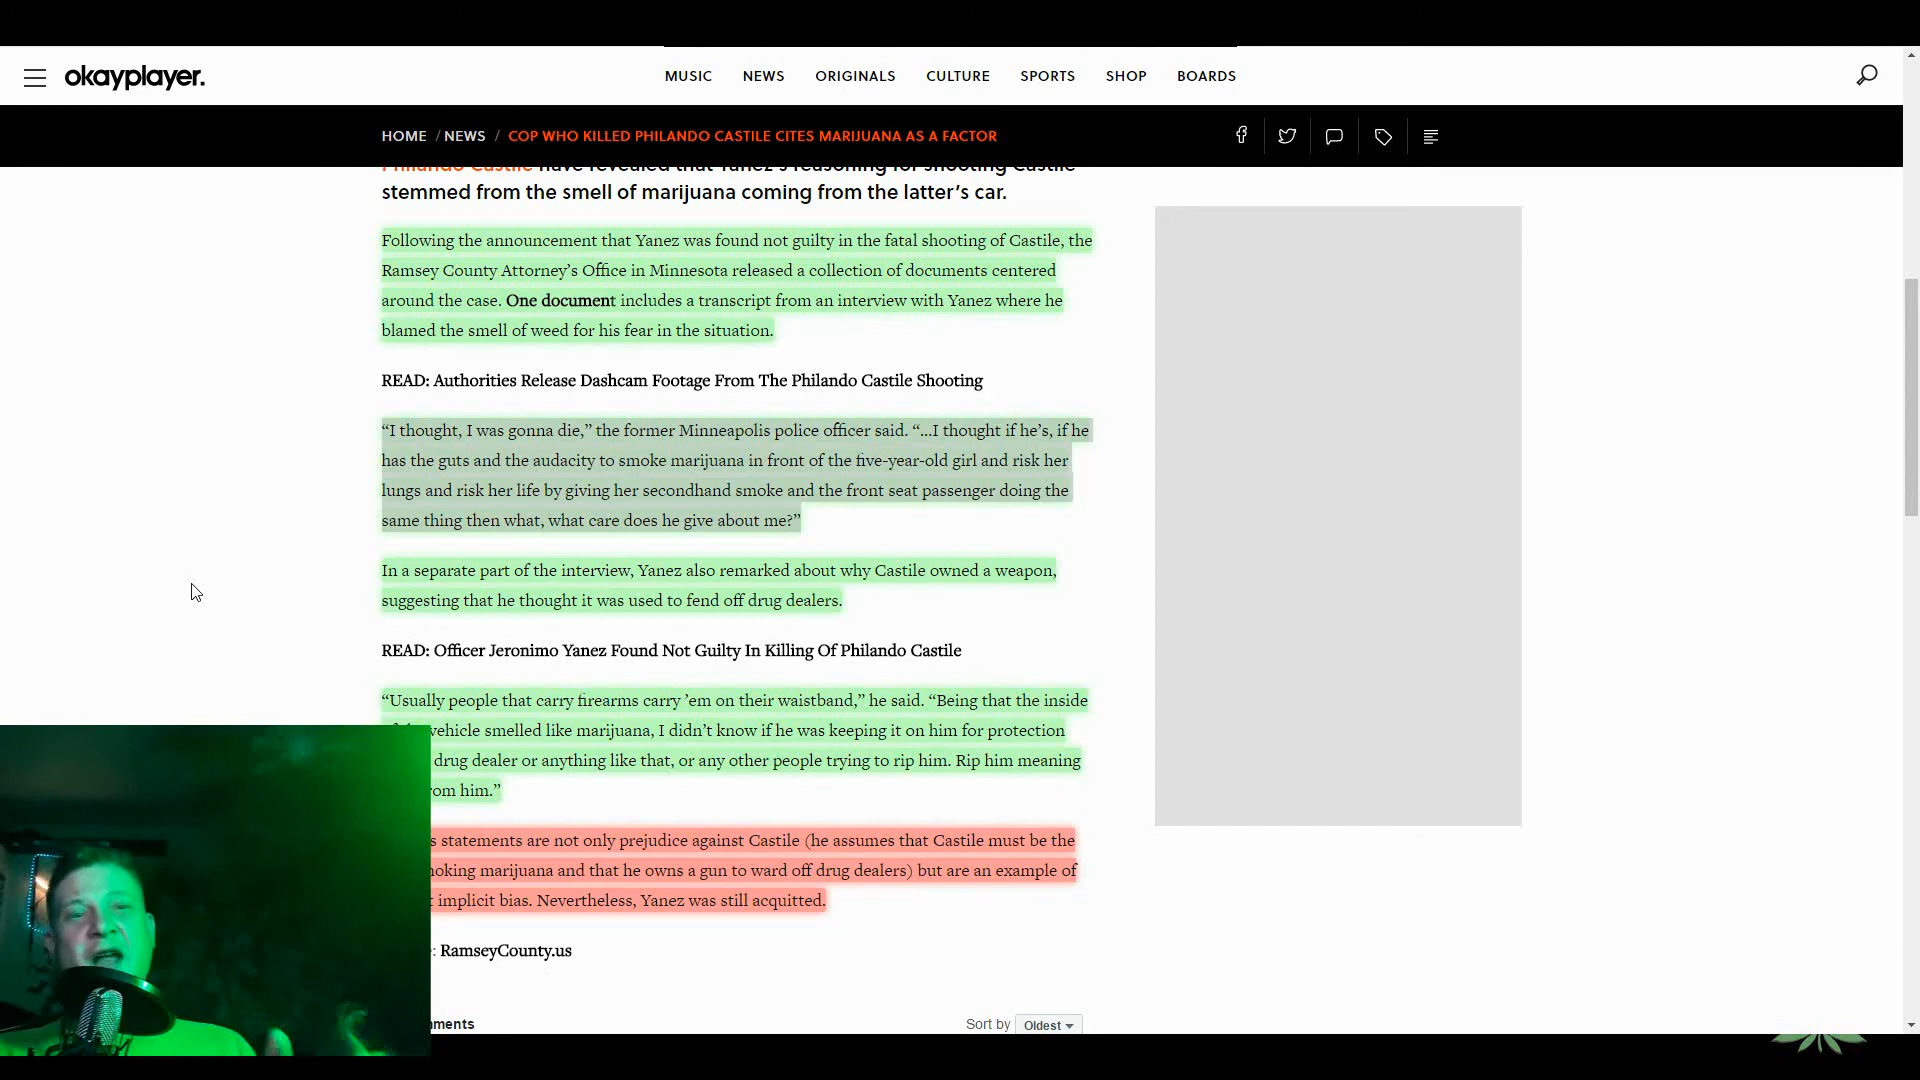 okayplayer.
MUSIC NEWS ORIGINALS CULTURE SPORTS SHOP BOARDS
HOME / NEWS / COP WHO KILLED PHILANDO CASTILE CITES MARIJUANA AS A FACTOR
Philando Castile have revealed that Yanez's reasoning for shooting Castile
stemmed from the smell of marijuana coming from the latter's car.
Following the announcement that Yanez was found not guilty in the fatal shooting of Castile, the
Ramsey County Attorney's Office in Minnesota released a collection of documents centered
around the case. One document includes a transcript from an interview with Yanez where he
blamed the smell of weed for his fear in the situation.
READ: Authorities Release Dashcam Footage From The Philando Castile Shooting
“I thought, I was gonna die,” the former Minneapolis police officer said. “...I thought if he's, if he
has the guts and the audacity to smoke marijuana in front of the five-year-old girl and risk her
lungs and risk her life by giving her secondhand smoke and the front seat passenger doing the
same thing then what, what care does he give about me?”
In a separate part of the interview, Yanez also remarked about why Castile owned a weapon,
suggesting that he thought it was used to fend off drug dealers.
READ: Officer Jeronimo Yanez Found Not Guilty In Killing Of Philando Castile
“Usually people that carry firearms carry 'em on their waistband,” he said. “Being that the inside
vehicle smelled like marijuana, I didn't know if he was keeping it on him for protection
drug dealer or anything like that, or any other people trying to rip him. Rip him meaning
rom him.”
s statements are not only prejudice against Castile (he assumes that Castile must be the
oking marijuana and that he owns a gun to ward off drug dealers) but are an example of
t implicit bias. Nevertheless, Yanez was still acquitted.
: RamseyCounty.us
mments Sort by Oldest